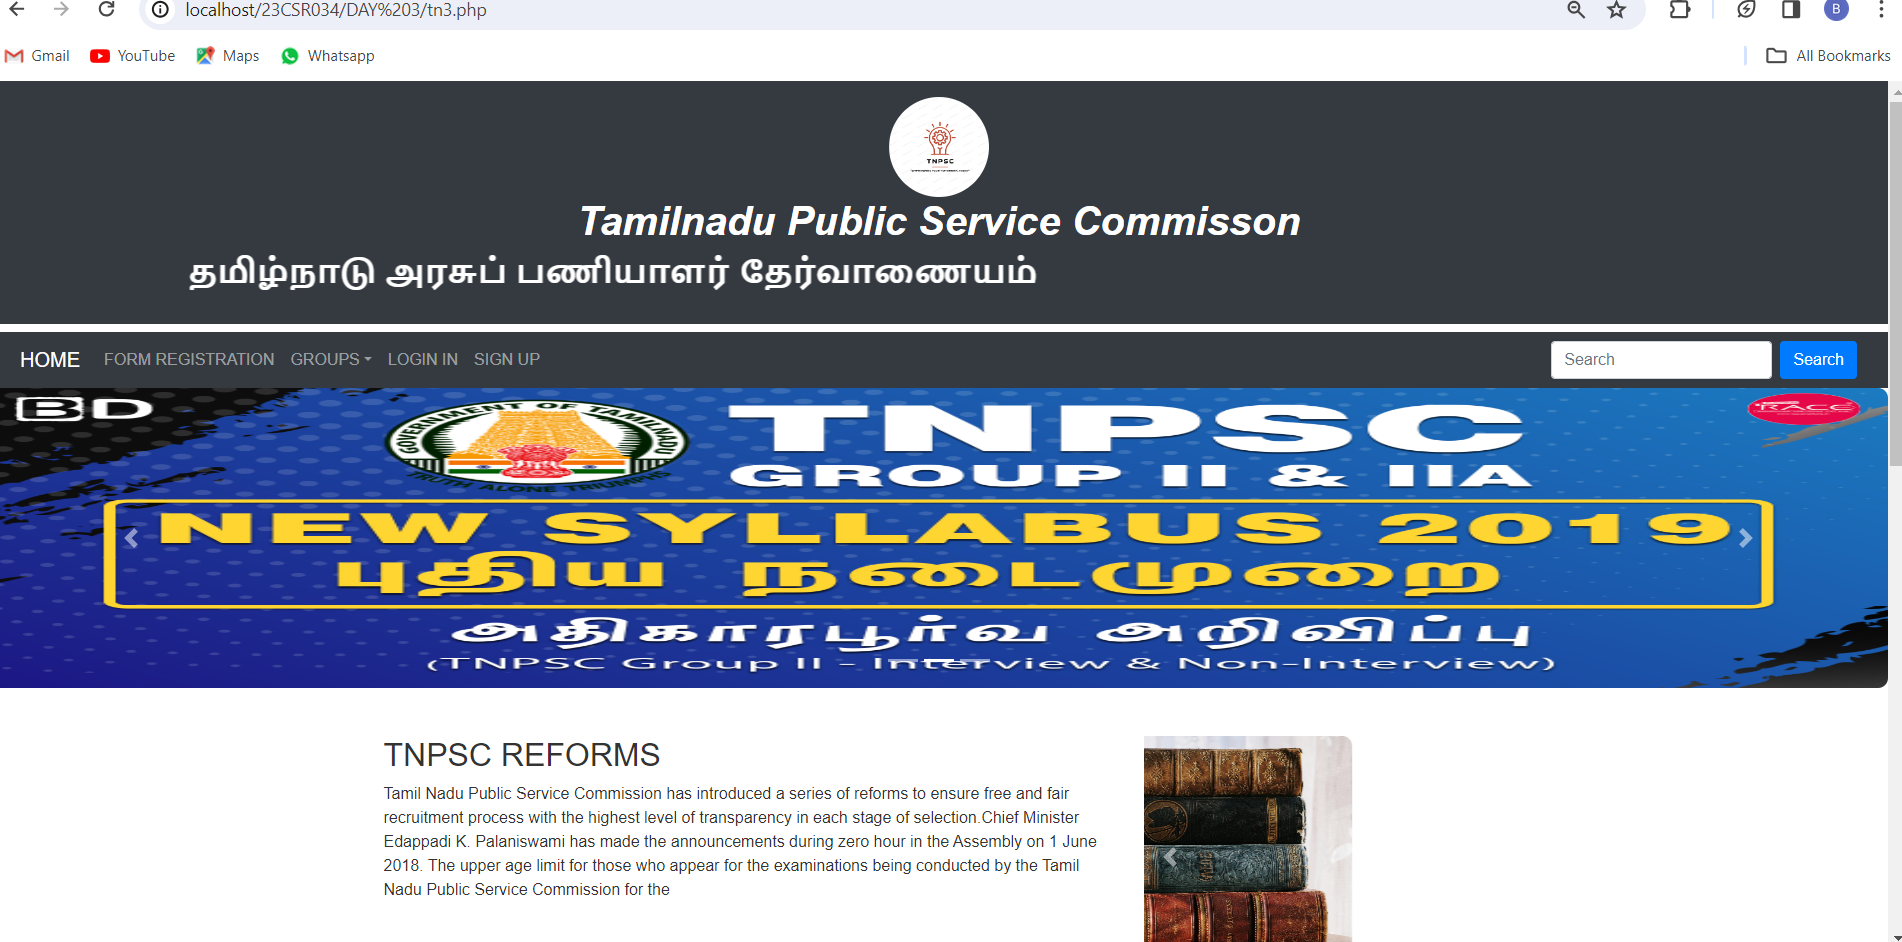 localhost/23CSR034/DAY%203/tn3.php
B
Gmail YouTube Maps Whatsapp All Bookmarks
TNPSC
Tamilnadu Public Service Commisson
தமிழ்நாடு அரசுப் பணியாளர் தேர்வாணையம்
HOME FORM REGISTRATION GROUPS LOGIN IN SIGN UP Search Search
BD
GOVERNMENT OF TAMILNADU
TRUTH ALONE TRIUMPHS
RACE
TNPSC
GROUP II & IIA
NEW SYLLABUS 2019
புதிய நடைமுறை
அதிகாரபூர்வ அறிவிப்பு
(TNPSC Group II - Interview & Non-Interview)
TNPSC REFORMS
Tamil Nadu Public Service Commission has introduced a series of reforms to ensure free and fair
recruitment process with the highest level of transparency in each stage of selection.Chief Minister
Edappadi K. Palaniswami has made the announcements during zero hour in the Assembly on 1 June
2018. The upper age limit for those who appear for the examinations being conducted by the Tamil
Nadu Public Service Commission for the